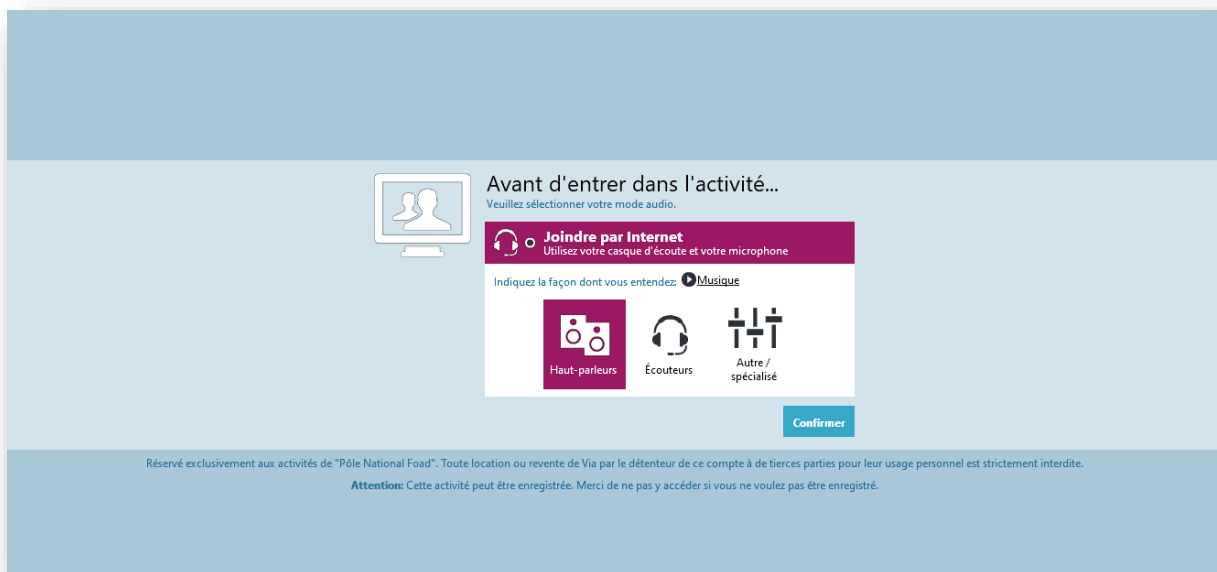 Avant d'entrer dans l'activité...
Veuillez sélectionner votre mode audio.
Joindre par Internet
Utilisez votre casque d'écoute et votre microphone
Indiquez la façon dont vous entendez: Musique
Haut-parleurs
Écouteurs
Autre /
spécialisé
Confirmer
Réservé exclusivement aux activités de "Pôle National Foad". Toute location ou revente de Via par le détenteur de ce compte à de tierces parties pour leur usage personnel est strictement interdite.
Attention: Cette activité peut être enregistrée. Merci de ne pas y accéder si vous ne voulez pas être enregistré.